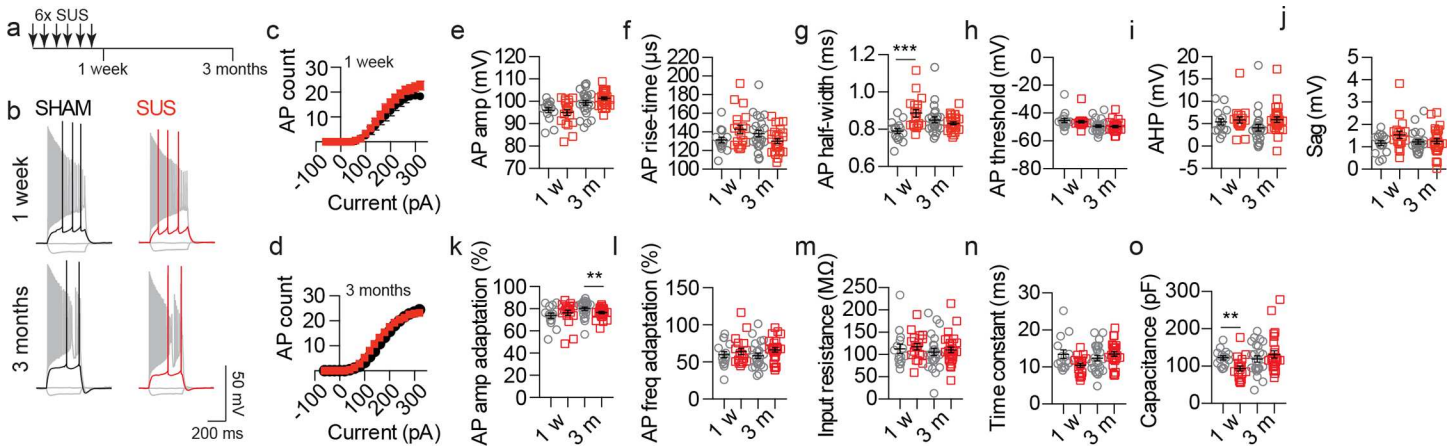 a
6x SUS
1 week
3 months
b
SHAM
SUS
1 week
3 months
50 mV
200 ms
c
1 week
AP count
30
20
10
0
-100
0
100
200
300
Current (pA)
d
3 months
AP count
30
20
10
0
-100
0
100
200
300
Current (pA)
e
AP amp (mV)
120
110
100
90
80
70
1 w
3 m
f
AP rise-time (µs)
220
200
180
160
140
120
100
1 w
3 m
g
AP half-width (ms)
1.2
1.0
0.8
0.6
***
1 w
3 m
h
AP threshold (mV)
0
-20
-40
-60
-80
1 w
3 m
i
AHP (mV)
20
15
10
5
0
-5
1 w
3 m
j
Sag (mV)
5
4
3
2
1
0
1 w
3 m
k
AP amp adaptation (%)
100
80
60
40
20
0
**
1 w
3 m
l
AP freq adaptation (%)
150
100
50
0
1 w
3 m
m
Input resistance (MΩ)
300
250
200
150
100
50
0
1 w
3 m
n
Time constant (ms)
30
20
10
0
1 w
3 m
o
Capacitance (pF)
300
200
100
0
**
1 w
3 m